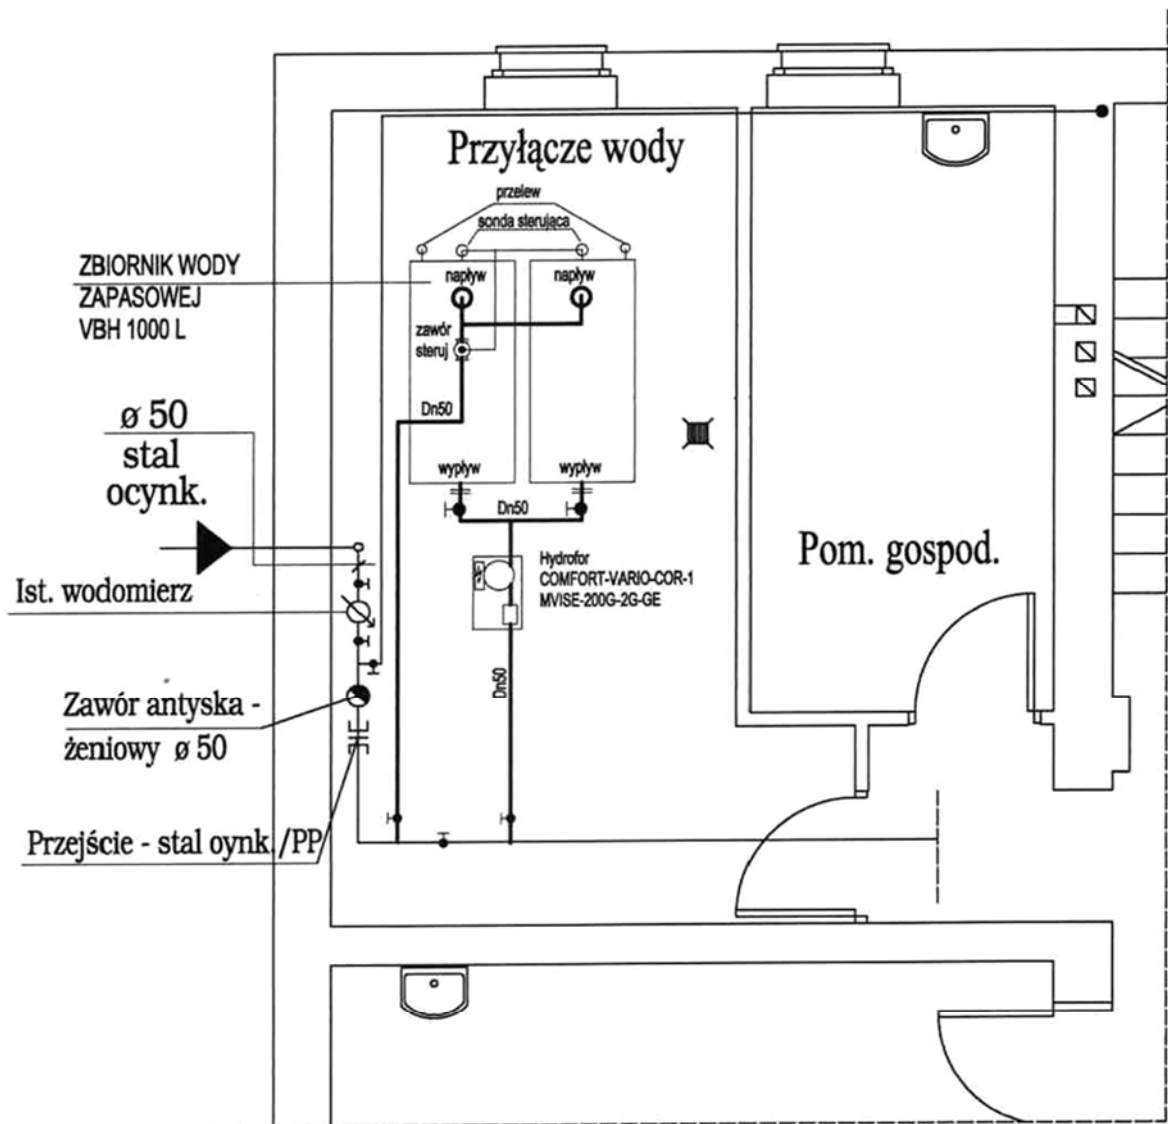 Przyłącze wody
przelew
sonda sterująca
ZBIORNIK WODY
ZAPASOWEJ
VBH 1000 L
napływ
napływ
zawór
steruj
Dn50
ø 50
stal
ocynk.
wypływ
wypływ
Dn50
Pom. gospod.
Hydrofor
COMFORT-VARIO-COR-1
MVISE-200G-2G-GE
Ist. wodomierz
Dn50
Zawór antyska -
żeniowy ø 50
Przejście - stal oynk./PP